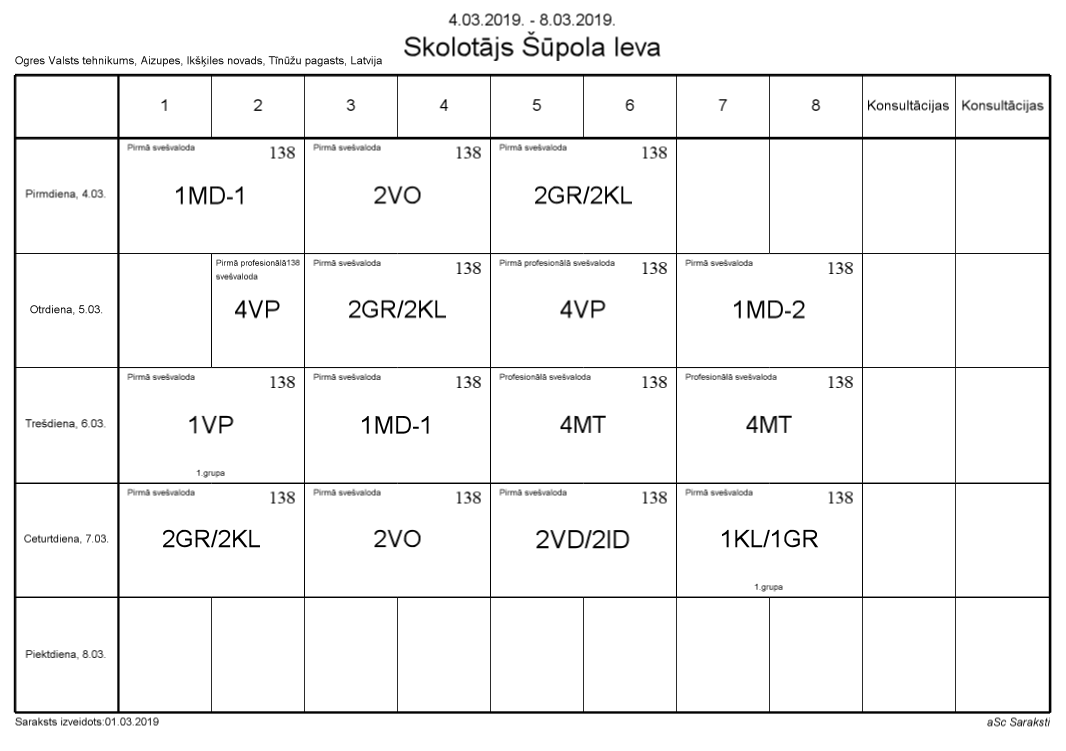 4.03.2019. - 8.03.2019.
Skolotājs Šūpola Ieva
Ogres Valsts tehnikums, Aizupes, Ikšķiles novads, Tīnūžu pagasts, Latvija
1 2 3 4 5 6 7 8 Konsultācijas Konsultācijas
Pirmā svešvaloda 138 Pirmā svešvaloda 138 Pirmā svešvaloda 138
Pirmdiena, 4.03. 1MD-1 2VO 2GR/2KL
Pirmā profesionālā 138 Pirmā svešvaloda 138 Pirmā profesionālā svešvaloda 138 Pirmā svešvaloda 138
svešvaloda
Otrdiena, 5.03. 4VP 2GR/2KL 4VP 1MD-2
Pirmā svešvaloda 138 Pirmā svešvaloda 138 Profesionālā svešvaloda 138 Profesionālā svešvaloda 138
Trešdiena, 6.03. 1VP 1MD-1 4MT 4MT
1.grupa
Pirmā svešvaloda 138 Pirmā svešvaloda 138 Pirmā svešvaloda 138 Pirmā svešvaloda 138
Ceturtdiena, 7.03. 2GR/2KL 2VO 2VD/2ID 1KL/1GR
1.grupa
Piektdiena, 8.03.
Saraksts izveidots:01.03.2019 aSc Saraksti